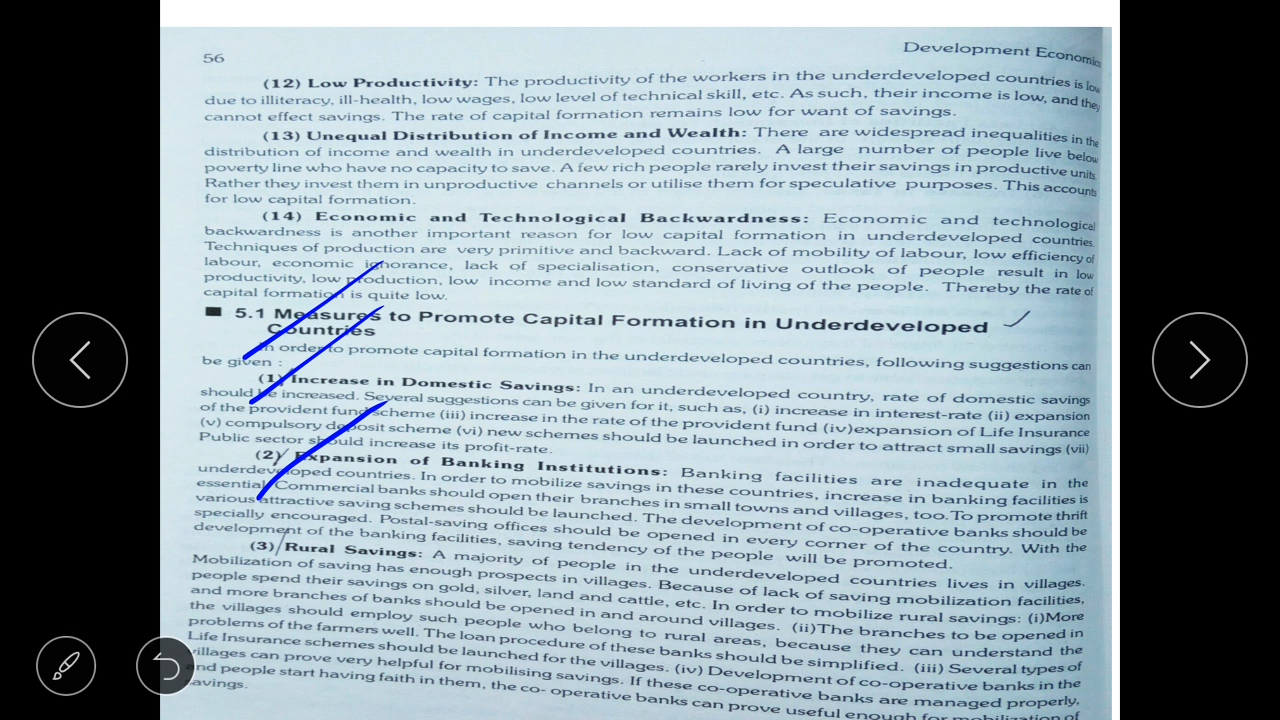 56
Development Economics
(12) Low Productivity: The productivity of the workers in the underdeveloped countries is low
due to illiteracy, ill-health, low wages, low level of technical skill, etc. As such, their income is low, and they
cannot effect savings. The rate of capital formation remains low for want of savings.
(13) Unequal Distribution of Income and Wealth: There are widespread inequalities in the
distribution of income and wealth in underdeveloped countries. A large number of people live below
poverty line who have no capacity to save. A few rich people rarely invest their savings in productive units.
Rather they invest them in unproductive channels or utilise them for speculative purposes. This accounts
for low capital formation.
(14) Economic and Technological Backwardness: Economic and technological
backwardness is another important reason for low capital formation in underdeveloped countries.
Techniques of production are very primitive and backward. Lack of mobility of labour, low efficiency of
labour, economic ignorance, lack of specialisation, conservative outlook of people result in low
productivity, low production, low income and low standard of living of the people. Thereby the rate of
capital formation is quite low.
5.1 Measures to Promote Capital Formation in Underdeveloped
Countries
In order to promote capital formation in the underdeveloped countries, following suggestions can
be given :
(1) Increase in Domestic Savings: In an underdeveloped country, rate of domestic savings
should be increased. Several suggestions can be given for it, such as, (i) increase in interest-rate (ii) expansion
of the provident fund scheme (iii) increase in the rate of the provident fund (iv)expansion of Life Insurance
(v) compulsory deposit scheme (vi) new schemes should be launched in order to attract small savings (vii)
Public sector should increase its profit-rate.
(2) Expansion of Banking Institutions: Banking facilities are inadequate in the
underdeveloped countries. In order to mobilize savings in these countries, increase in banking facilities is
essential. Commercial banks should open their branches in small towns and villages, too. To promote thrift
various attractive saving schemes should be launched. The development of co-operative banks should be
specially encouraged. Postal-saving offices should be opened in every corner of the country. With the
development of the banking facilities, saving tendency of the people will be promoted.
(3) Rural Savings: A majority of people in the underdeveloped countries lives in villages.
Mobilization of saving has enough prospects in villages. Because of lack of saving mobilization facilities,
people spend their savings on gold, silver, land and cattle, etc. In order to mobilize rural savings: (i)More
and more branches of banks should be opened in and around villages. (ii)The branches to be opened in
the villages should employ such people who belong to rural areas, because they can understand the
problems of the farmers well. The loan procedure of these banks should be simplified. (iii) Several types of
Life Insurance schemes should be launched for the villages. (iv) Development of co-operative banks in the
villages can prove very helpful for mobilising savings. If these co-operative banks are managed properly,
and people start having faith in them, the co- operative banks can prove useful enough for mobilization of
savings.